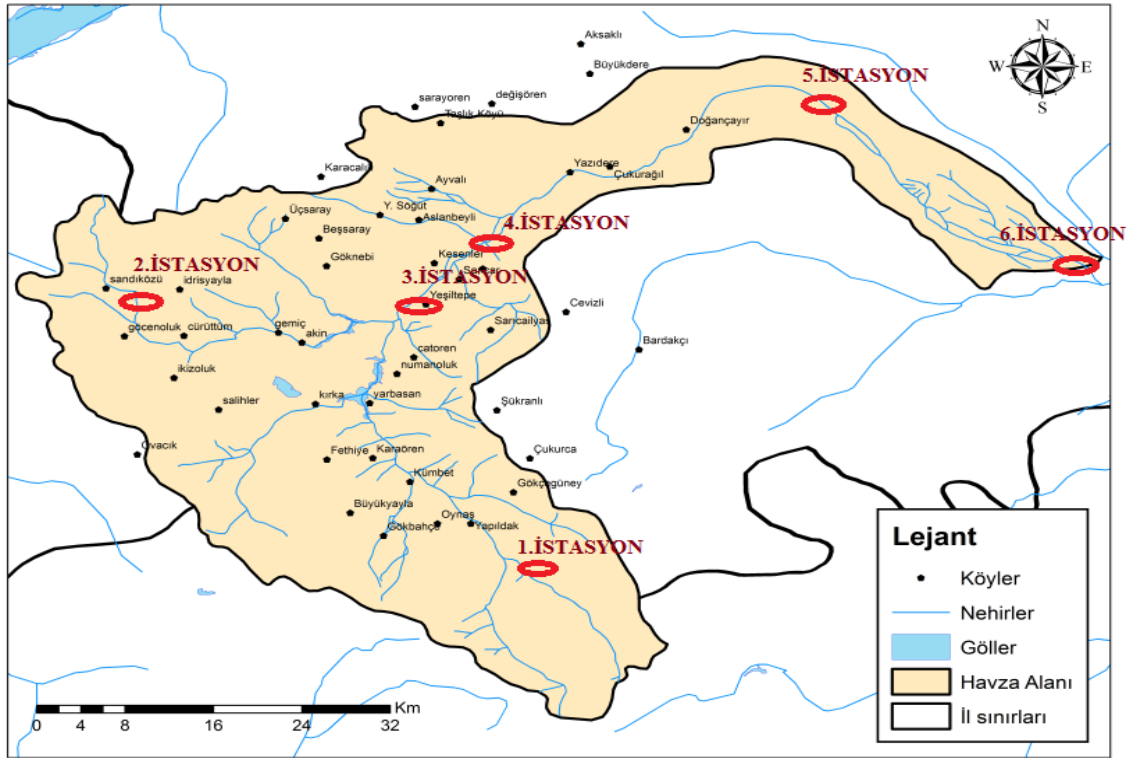 Aksaklı
N
Büyükdere
5.İSTASYON
W
E
değişören
sarayoren
S
Taşlık Köyü
Doğançayır
Karacalık
Yazıdere
Çukurağıl
Ayvalı
Üçsaray
Y. Söğüt
Aslanbeyli
4.İSTASYON
6.İSTASYON
Beşsaray
Göknebi
Kesenler
2.İSTASYON
3.İSTASYON
sandıközü
idrisyayla
Yeşiltepe
Cevizli
göcenoluk
cürüttüm
gemiç
akin
Sarıcailyas
Bardakçı
catoren
numanoluk
ikizoluk
salihler
kırka
yarbasan
Şükranlı
Ovacık
Fethiye
Karaören
Çukurca
Kümbet
Gökçegüney
Büyükyayla
Oynaş
Yapıldak
Gökbahçe
1.İSTASYON
Lejant
Köyler
Nehirler
Göller
Havza Alanı
İl sınırları
Km
0 4 8 16 24 32